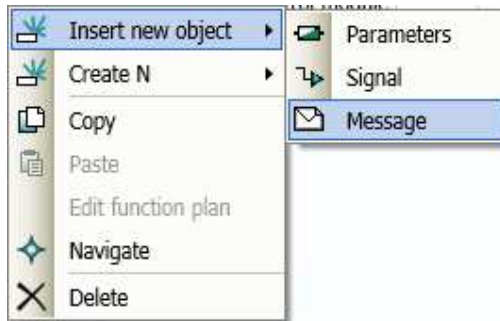 Insert new object
Create N
Copy
Paste
Edit function plan
Navigate
Delete
Parameters
Signal
Message